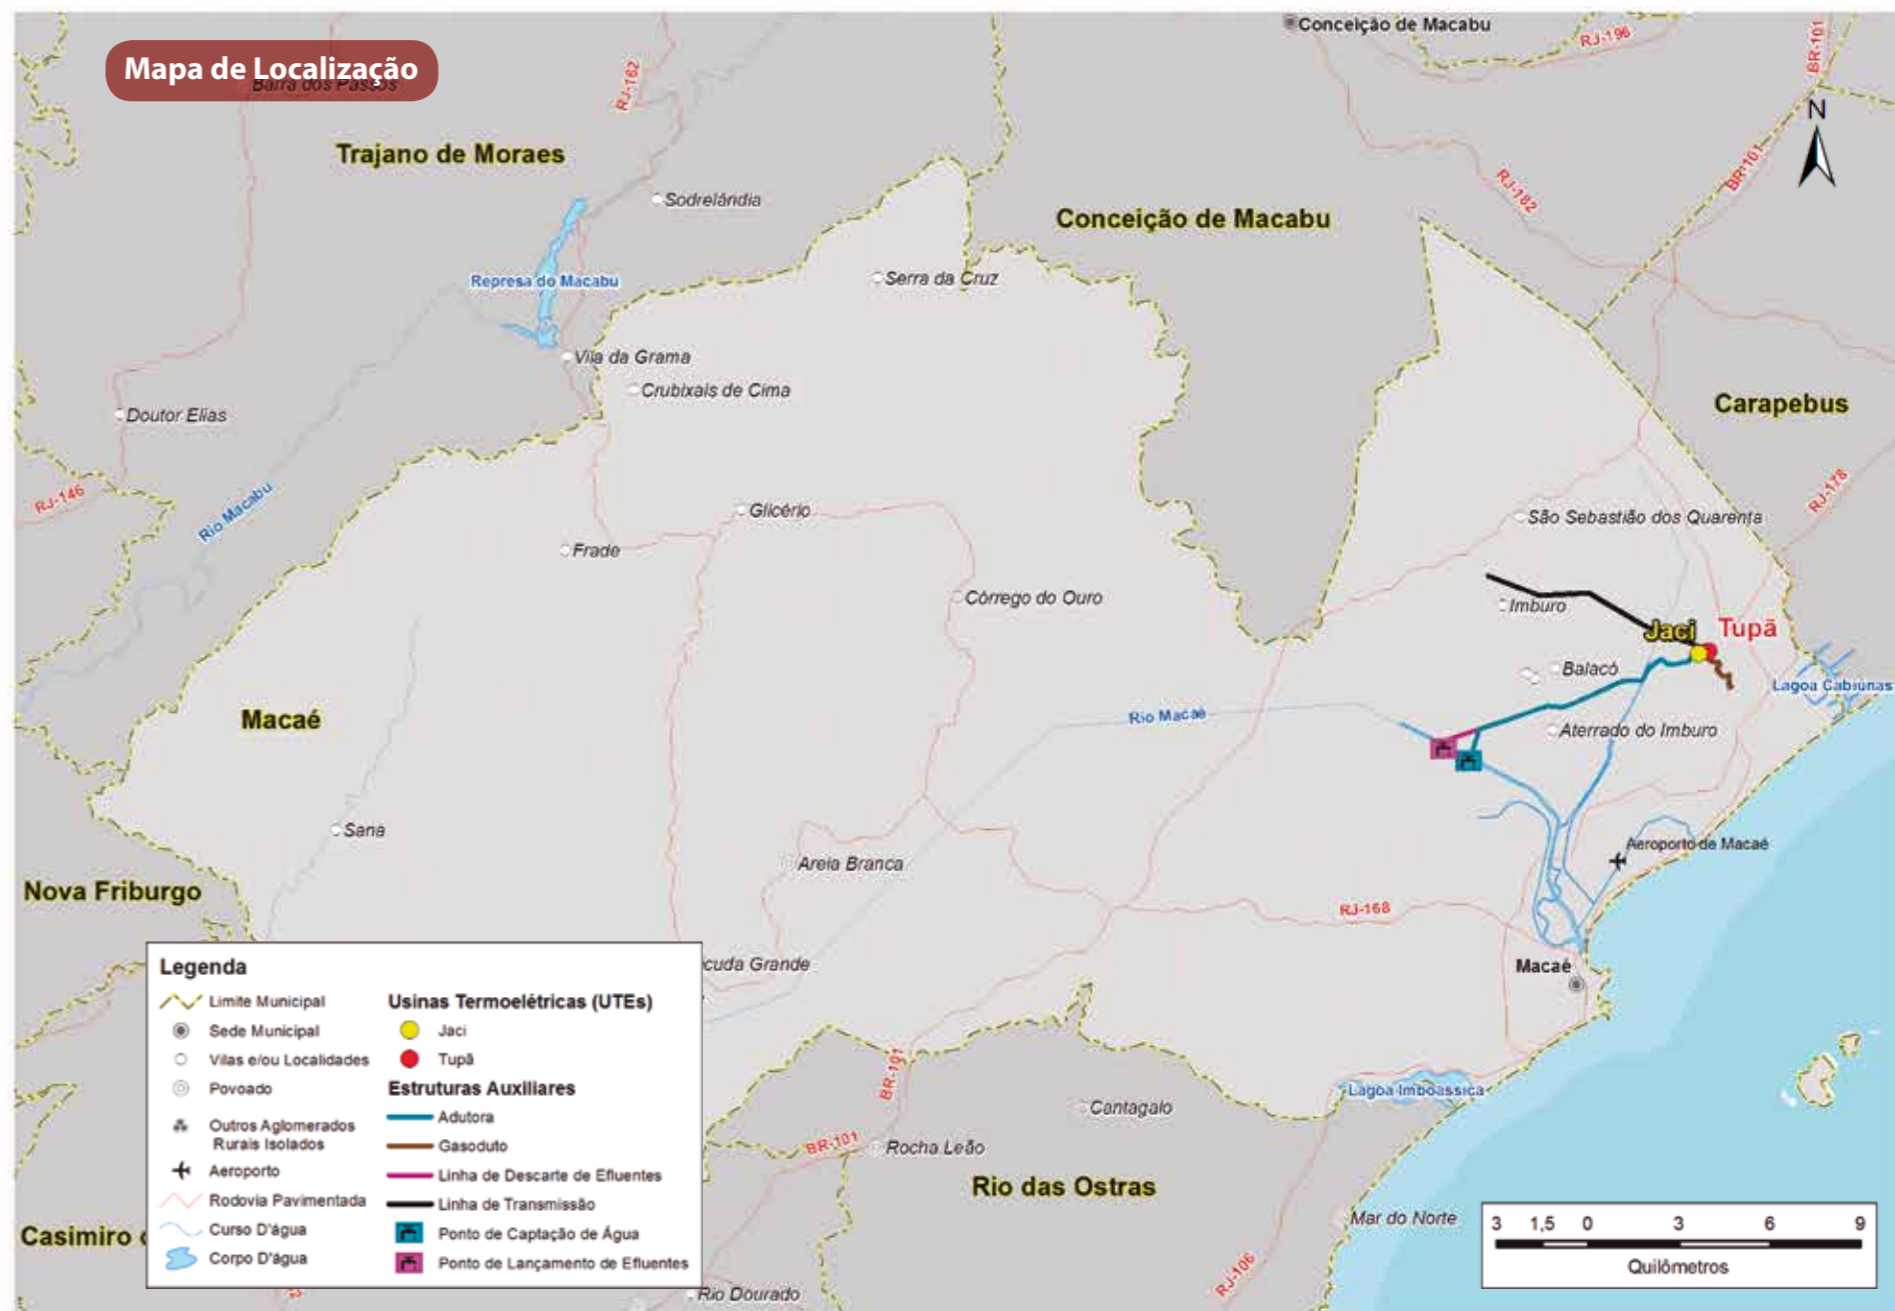 Mapa de Localização
Barra dos Passos
Conceição de Macabu
RJ-196
BR-101
RJ-162
N
Trajano de Moraes
Sodrelândia
Conceição de Macabu
RJ-182
BR-101
Represa do Macabu
Serra da Cruz
Vila da Grama
Crubixais de Cima
Doutor Elias
Carapebus
RJ-146
Rio Macabu
Glicério
São Sebastião dos Quarenta
RJ-178
Frade
Córrego do Ouro
Imburo
Jaci
Tupã
Balacó
Lagoa Cabiúnas
Macaé
Rio Macaé
Aterrado do Imburo
Sana
Areia Branca
Aeroporto de Macaé
Nova Friburgo
RJ-168
cuda Grande
Macaé
BR-101
Lagoa Imboassica
Cantagalo
BR-101
Rocha Leão
Rio das Ostras
Mar do Norte
Casimiro
RJ-106
Rio Dourado
Legenda
Limite Municipal
Sede Municipal
Vilas e/ou Localidades
Povoado
Outros Aglomerados
Rurais Isolados
Aeroporto
Rodovia Pavimentada
Curso D'água
Corpo D'água
Usinas Termoelétricas (UTEs)
Jaci
Tupã
Estruturas Auxiliares
Adutora
Gasoduto
Linha de Descarte de Efluentes
Linha de Transmissão
Ponto de Captação de Água
Ponto de Lançamento de Efluentes
3 1,5 0 3 6 9
Quilômetros